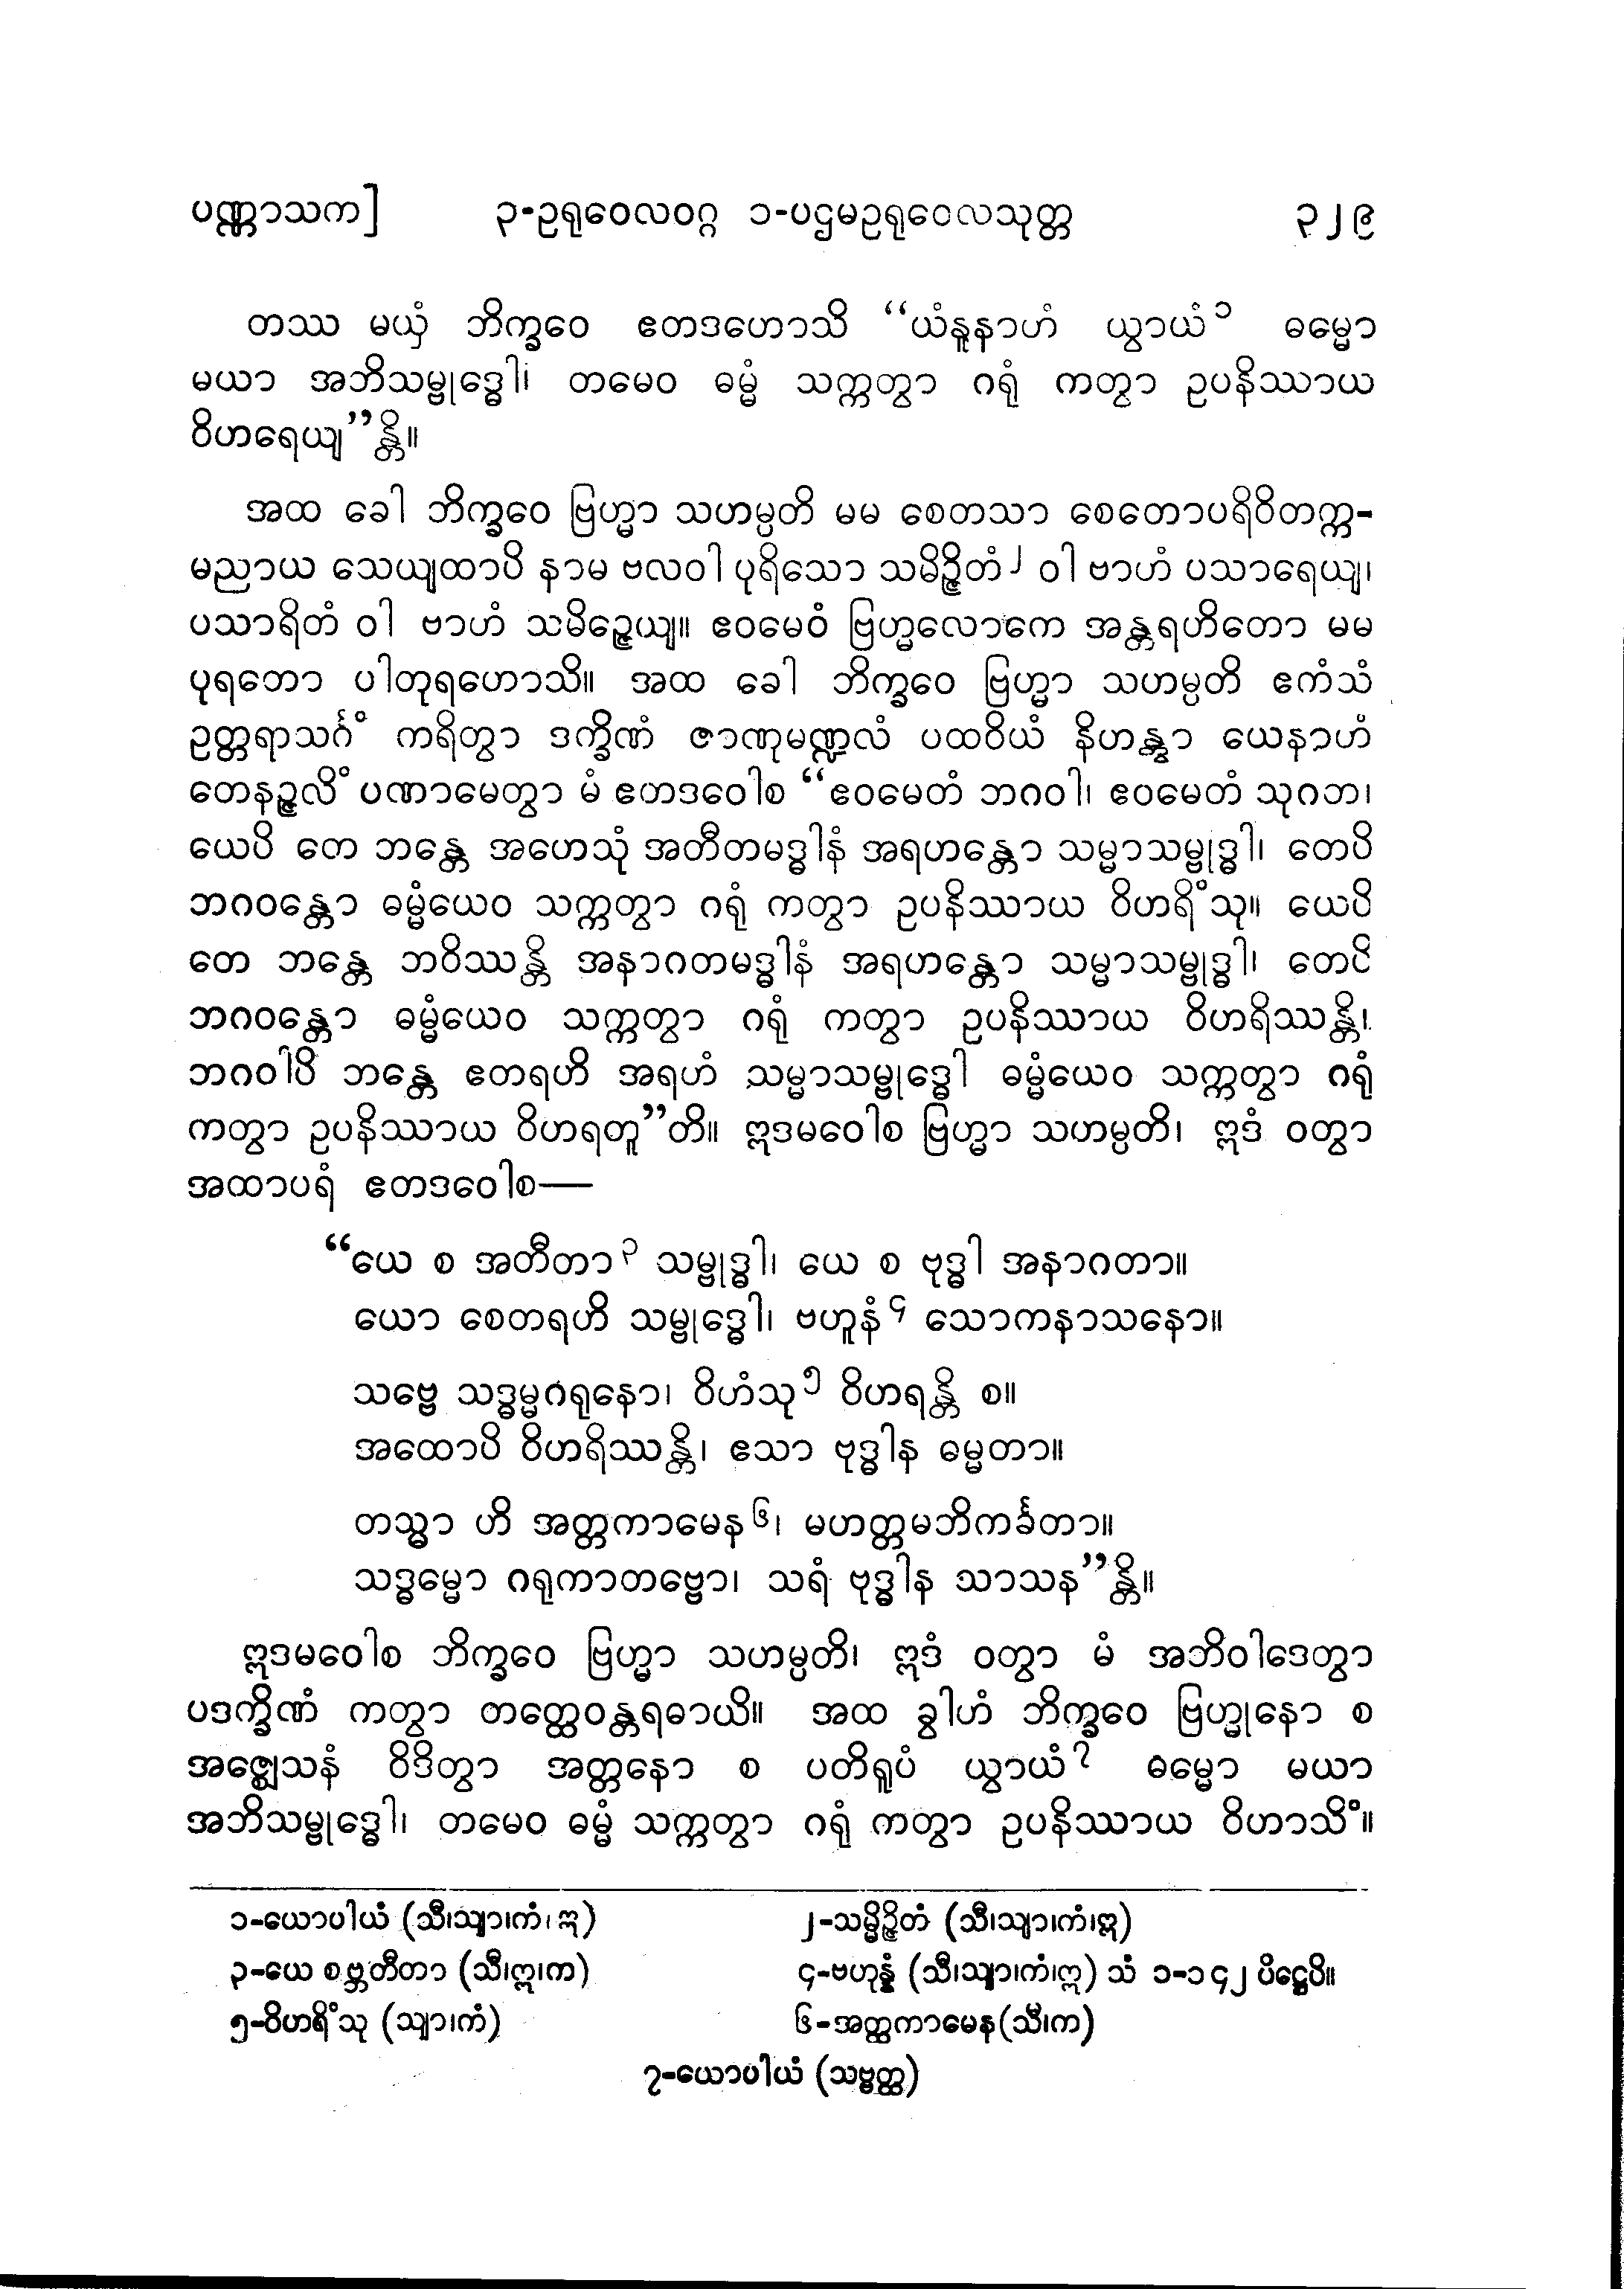 ပဏ္ဏာသက] ၃-ဥရုဝေလဝဂ္ဂ ၁-ပဌမဥရုဝေလသုတ္တ ၃၂၉
တဿ မယှံ ဘိက္ခဝေ ဧတဒဟောသိ “ယံနူနာဟံ ယွာယံ၁ ဓမ္မော
မယာ အဘိသမ္ဗုဒ္ဓေါ၊ တမေဝ ဓမ္မံ သက္ကတွာ ဂရုံ ကတွာ ဥပနိဿာယ
ဝိဟရေယျ”န္တိ။
အထ ခေါ ဘိက္ခဝေ ဗြဟ္မာ သဟမ္ပတိ မမ စေတသာ စေတောပရိဝိတက္က-
မညာယ သေယျထာပိ နာမ ဗလဝါ ပုရိသော သမိဉ္ဇိတံ၂ ဝါ ဗာဟံ ပသာရေယျ၊
ပသာရိတံ ဝါ ဗာဟံ သမိဉ္ဇေယျ။ ဧဝမေဝံ ဗြဟ္မလောကေ အန္တရဟိတော မမ
ပုရတော ပါတုရဟောသိ။ အထ ခေါ ဘိက္ခဝေ ဗြဟ္မာ သဟမ္ပတိ ဧကံသံ
ဥတ္တရာသင်္ဂံ ကရိတွာ ဒက္ခိဏံ ဇာဏုမဏ္ဍလံ ပထဝိယံ နိဟန္တွာ ယေနာဟံ
တေနဉ္ဇလိံ ပဏာမေတွာ မံ ဧတဒဝေါစ “ဧဝမေတံ ဘဂဝါ၊ ဧဝမေတံ သုဂတ၊
ယေပိ တေ ဘန္တေ အဟေသုံ အတီတမဒ္ဓါနံ အရဟန္တော သမ္မာသမ္ဗုဒ္ဓါ၊ တေပိ
ဘဂဝန္တော ဓမ္မံယေဝ သက္ကတွာ ဂရုံ ကတွာ ဥပနိဿာယ ဝိဟရိံသု။ ယေပိ
တေ ဘန္တေ ဘဝိဿန္တိ အနာဂတမဒ္ဓါနံ အရဟန္တော သမ္မာသမ္ဗုဒ္ဓါ၊ တေပိ
ဘဂဝန္တော ဓမ္မံယေဝ သက္ကတွာ ဂရုံ ကတွာ ဥပနိဿာယ ဝိဟရိဿန္တိ၊
ဘဂဝါပိ ဘန္တေ ဧတရဟိ အရဟံ သမ္မာသမ္ဗုဒ္ဓေါ ဓမ္မံယေဝ သက္ကတွာ ဂရုံ
ကတွာ ဥပနိဿာယ ဝိဟရတူ”တိ။ ဣဒမဝေါစ ဗြဟ္မာ သဟမ္ပတိ၊ ဣဒံ ဝတွာ
အထာပရံ ဧတဒဝေါစ—
“ယေ စ အတီတာ၃ သမ္ဗုဒ္ဓါ၊ ယေ စ ဗုဒ္ဓါ အနာဂတာ။
ယော စေတရဟိ သမ္ဗုဒ္ဓေါ၊ ဗဟူနံ၄ သောကနာသနော။
သဗ္ဗေ သဒ္ဓမ္မဂရုနော၊ ဝိဟံသု၅ ဝိဟရန္တိ စ။
အထောပိ ဝိဟရိဿန္တိ၊ ဧသာ ဗုဒ္ဓါန ဓမ္မတာ။
တသ္မာ ဟိ အတ္တကာမေန၆၊ မဟတ္တမဘိကင်္ခတာ။
သဒ္ဓမ္မော ဂရုကာတဗ္ဗော၊ သရံ ဗုဒ္ဓါန သာသန”န္တိ။
ဣဒမဝေါစ ဘိက္ခဝေ ဗြဟ္မာ သဟမ္ပတိ၊ ဣဒံ ဝတွာ မံ အဘိဝါဒေတွာ
ပဒက္ခိဏံ ကတွာ တတ္ထေဝန္တရဓာယိ။ အထ ခွါဟံ ဘိက္ခဝေ ဗြဟ္မုနော စ
အဇ္ဈေသနံ ဝိဒိတွာ အတ္တနော စ ပတိရူပံ ယွာယံ၇ ဓမ္မော မယာ
အဘိသမ္ဗုဒ္ဓေါ၊ တမေဝ ဓမ္မံ သက္ကတွာ ဂရုံ ကတွာ ဥပနိဿာယ ဝိဟာသိံ။
၁-ယောပါယံ (သီ၊သျာ၊ကံ၊ဣ) ၂-သမ္မိဉ္ဇိတံ (သီ၊သျာ၊ကံ၊ဣ)
၃-ယေ စဗ္ဘတီတာ (သီ၊ဣ၊က) ၄-ဗဟုန္နံ (သီ၊သျာ၊ကံ၊ဣ) သံ ၁-၁၄၂ ပိဋ္ဌေပိ။
၅-ဝိဟရိံသု (သျာ၊ကံ) ၆-အတ္ထကာမေန(သီ၊က)
၇-ယောပါယံ (သဗ္ဗတ္ထ)